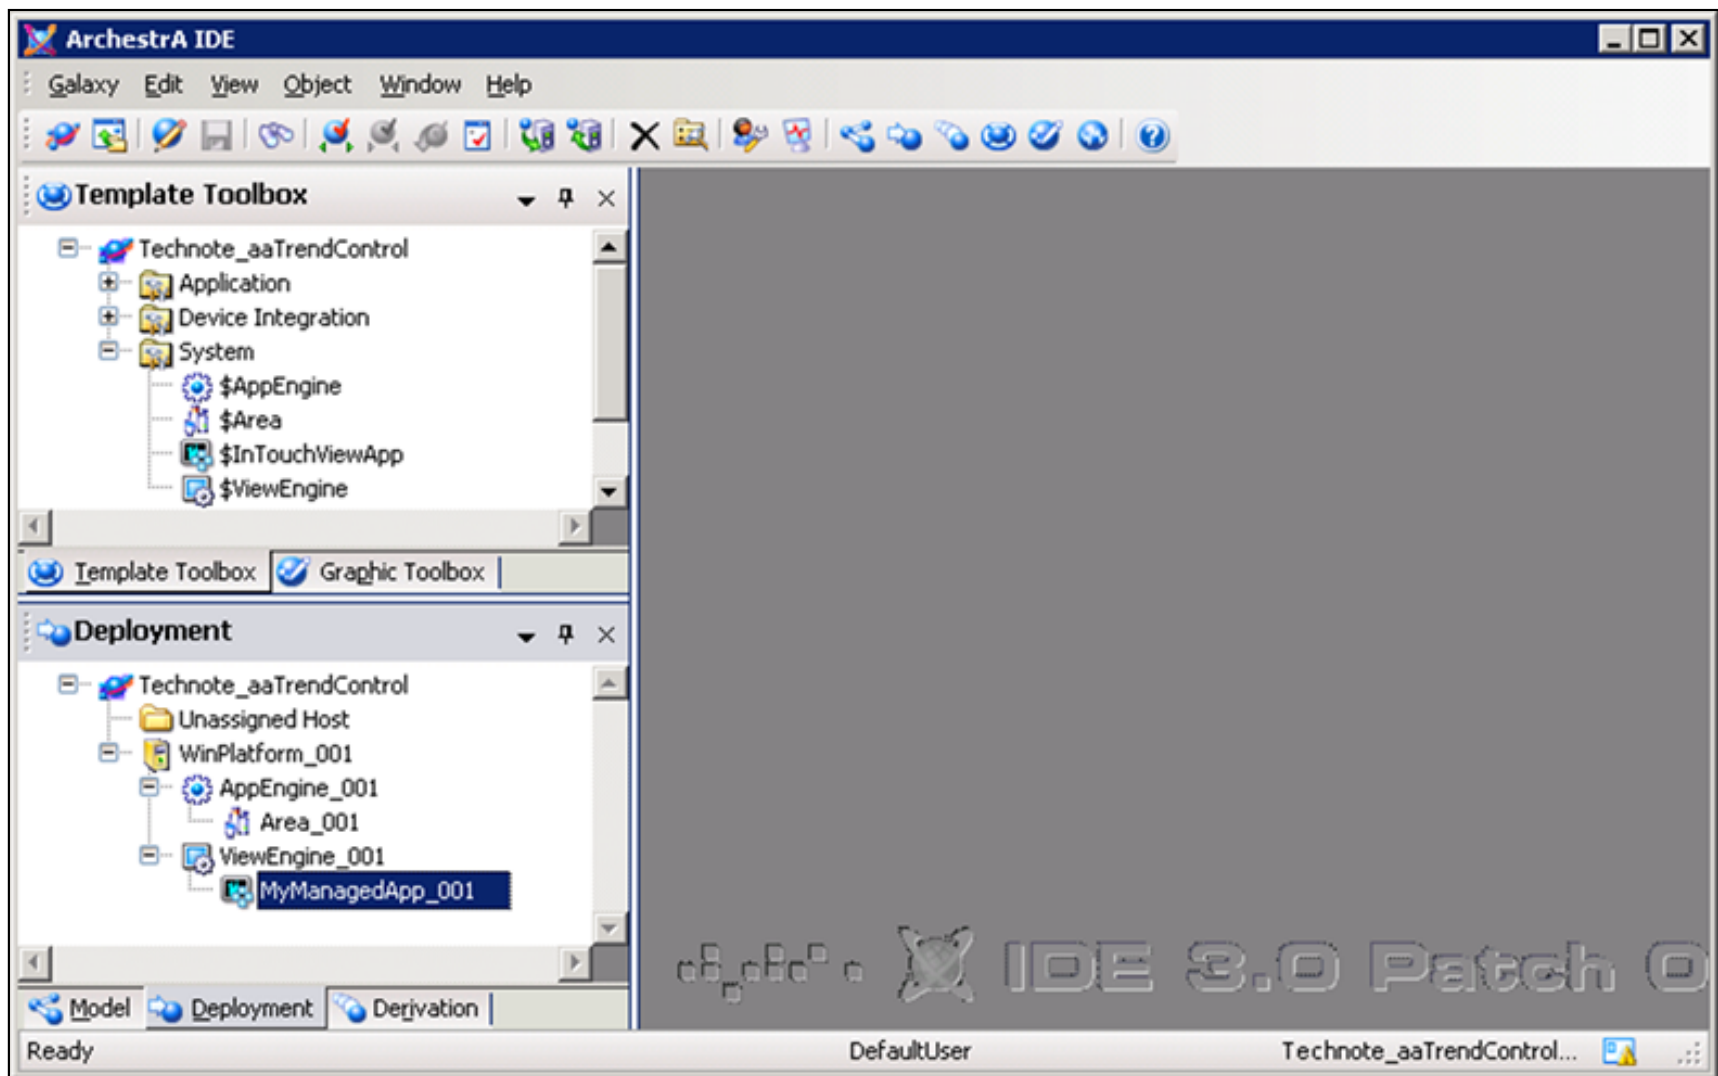 ArchestrA IDE
Galaxy Edit View Object Window Help
Template Toolbox
Technote_aaTrendControl
Application
Device Integration
System
$AppEngine
$Area
$InTouchViewApp
$ViewEngine
Template Toolbox Graphic Toolbox
Deployment
Technote_aaTrendControl
Unassigned Host
WinPlatform_001
AppEngine_001
Area_001
ViewEngine_001
MyManagedApp_001
IDE 3.0 Patch 0
Model Deployment Derivation
Ready DefaultUser Technote_aaTrendControl...